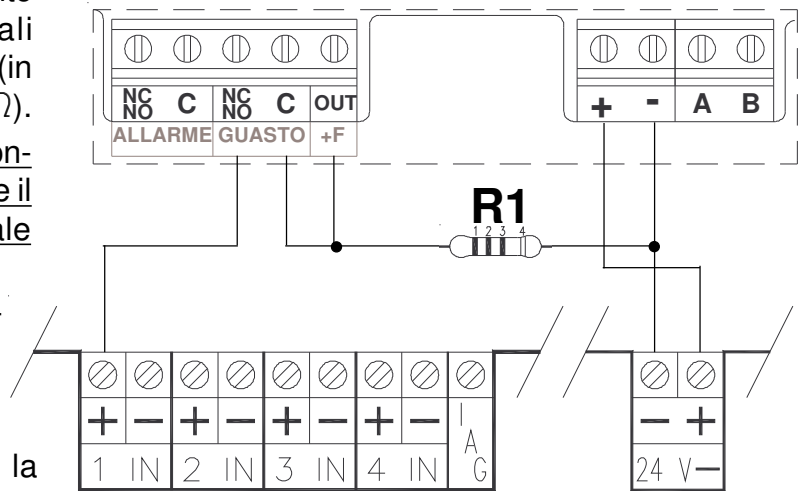 ali
(in
Ω).
on-
e il
ale
la
NC NO C NC NO C OUT + - A B
ALLARME GUASTO +F
R1
1 2 3 4
+ − + − + − + − − +
1 IN 2 IN 3 IN 4 IN IAG 24 V−